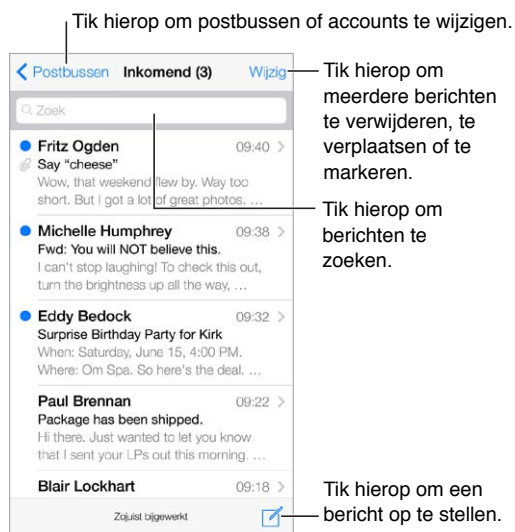 Tik hierop om postbussen of accounts te wijzigen.
Postbussen Inkomend (3) Wijzig
Tik hierop om
meerdere berichten
te verwijderen, te
verplaatsen of te
markeren.
Zoek
Fritz Ogden 09:40
Say “cheese”
Wow, that weekend flew by. Way too
short. But I got a lot of great photos. …
Tik hierop om
berichten te
zoeken.
Michelle Humphrey 09:38
Fwd: You will NOT believe this.
I can't stop laughing! To check this out,
turn the brightness up all the way, …
Eddy Bedock 09:32
Surprise Birthday Party for Kirk
When: Saturday, June 15, 4:00 PM.
Where: Om Spa. So here's the deal. …
Paul Brennan 09:22
Package has been shipped.
Hi there. Just wanted to let you know
that I sent your LPs out this morning. …
Blair Lockhart 09:18
Zojuist bijgewerkt
Tik hierop om een
bericht op te stellen.